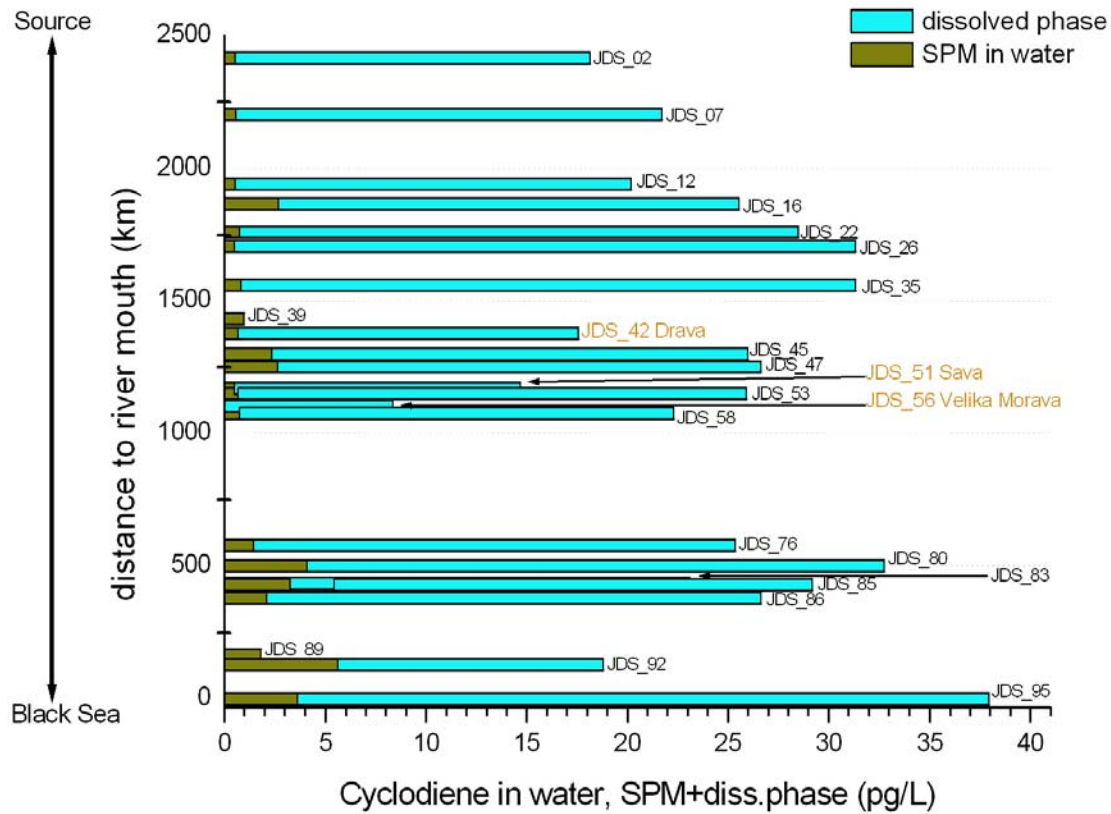 Source
Black Sea
distance to river mouth (km)
2500
2000
1500
1000
500
0
dissolved phase
SPM in water
JDS_02
JDS_07
JDS_12
JDS_16
JDS_22
JDS_26
JDS_35
JDS_39
JDS_42 Drava
JDS_45
JDS_47
JDS_51 Sava
JDS_53
JDS_56 Velika Morava
JDS_58
JDS_76
JDS_80
JDS_83
JDS_85
JDS_86
JDS_89
JDS_92
JDS_95
0 5 10 15 20 25 30 35 40
Cyclodiene in water, SPM+diss.phase (pg/L)